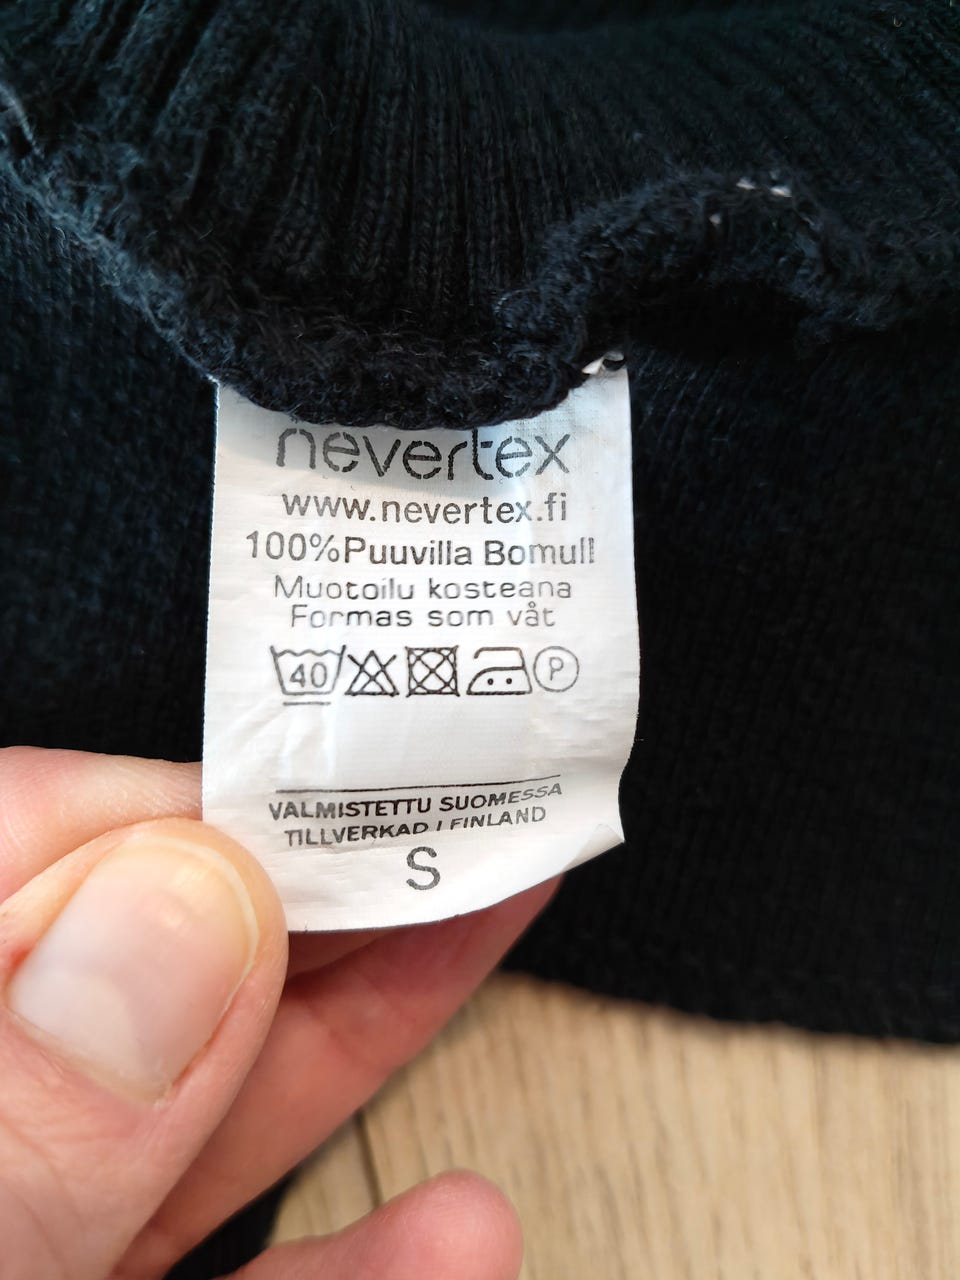 nevertex
www.nevertex.fi
100%Puuvilla Bomull
Muotoilu kosteana
Formas som våt
40 P
VALMISTETTU SUOMESSA
TILLVERKAD I FINLAND
S